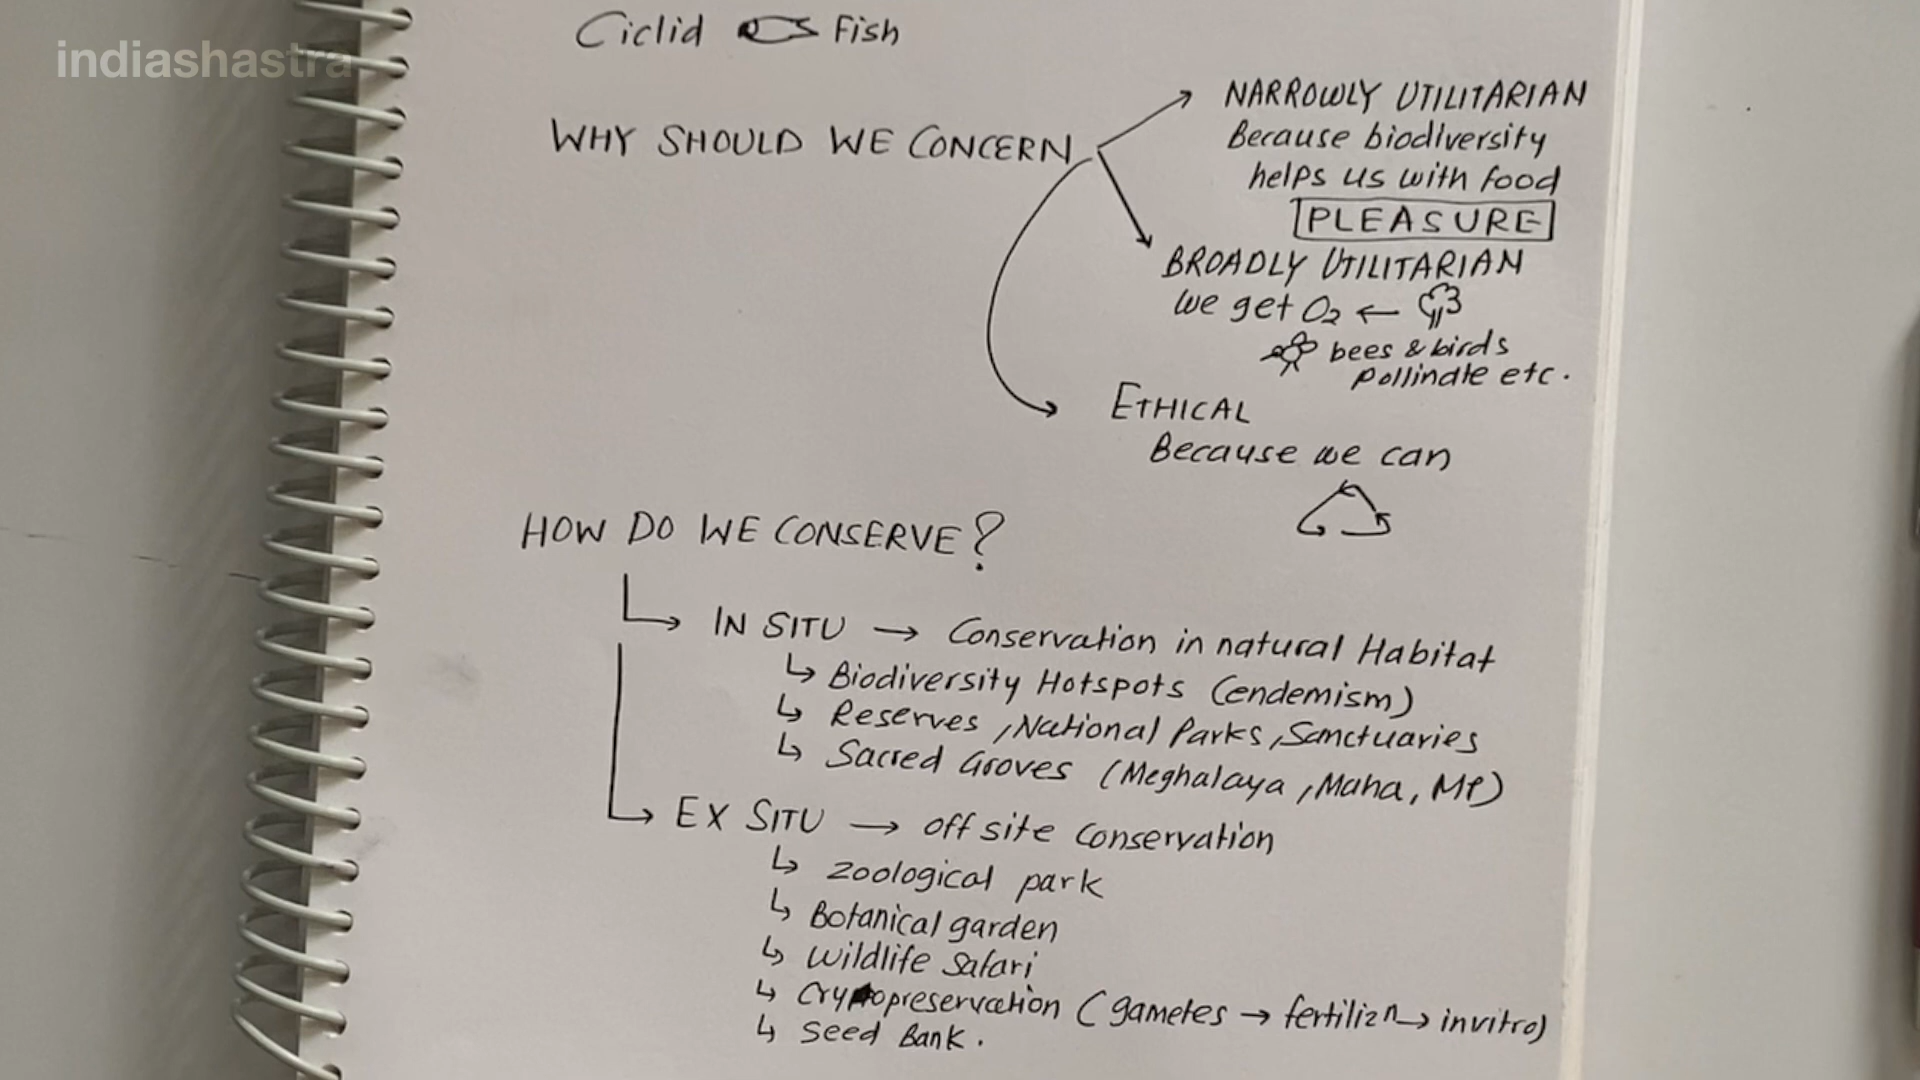 indiashastra
Ciclid Fish
WHY SHOULD WE CONCERN
NARROWLY UTILITARIAN
Because biodiversity
helps us with food
PLEASURE
BROADLY UTILITARIAN
we get O2 ←
bees & birds
pollinate etc.
ETHICAL
Because we can
HOW DO WE CONSERVE?
IN SITU → Conservation in natural Habitat
↳ Biodiversity Hotspots (endemism)
↳ Reserves, National Parks, Sanctuaries
↳ Sacred Groves (Meghalaya, Maha, MP)
EX SITU → off site conservation
↳ zoological park
↳ Botanical garden
↳ wildlife Safari
↳ Cryopreservation (gametes → fertilizn → invitro)
↳ Seed Bank.